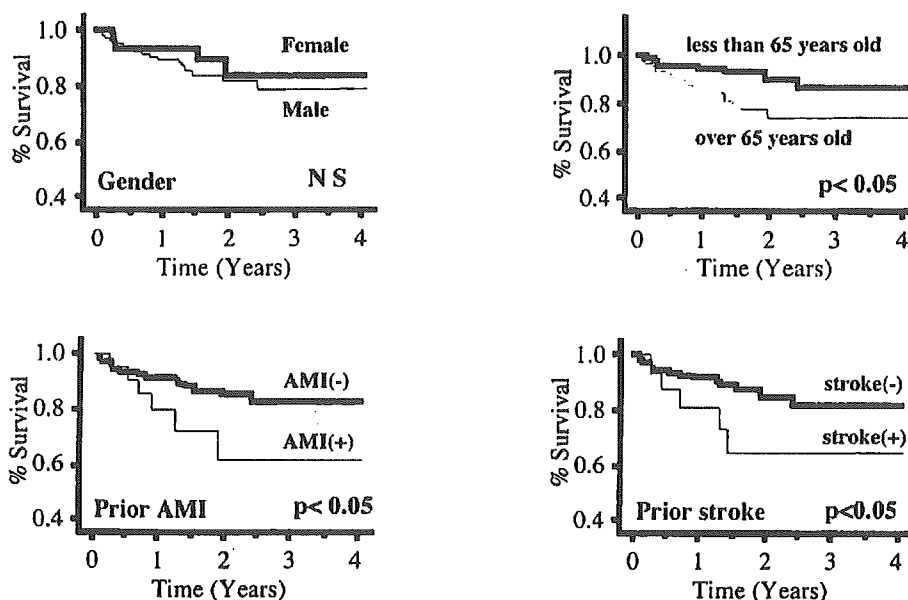 % Survival
1.0
0.8
0.6
0.4
Female
Male
Gender
N S
0 1 2 3 4
Time (Years)
% Survival
1.0
0.8
0.6
0.4
less than 65 years old
over 65 years old
p< 0.05
0 1 2 3 4
Time (Years)
% Survival
1.0
0.8
0.6
0.4
AMI(-)
AMI(+)
Prior AMI
p< 0.05
0 1 2 3 4
Time (Years)
% Survival
1.0
0.8
0.6
0.4
stroke(-)
stroke(+)
Prior stroke
p<0.05
0 1 2 3 4
Time (Years)